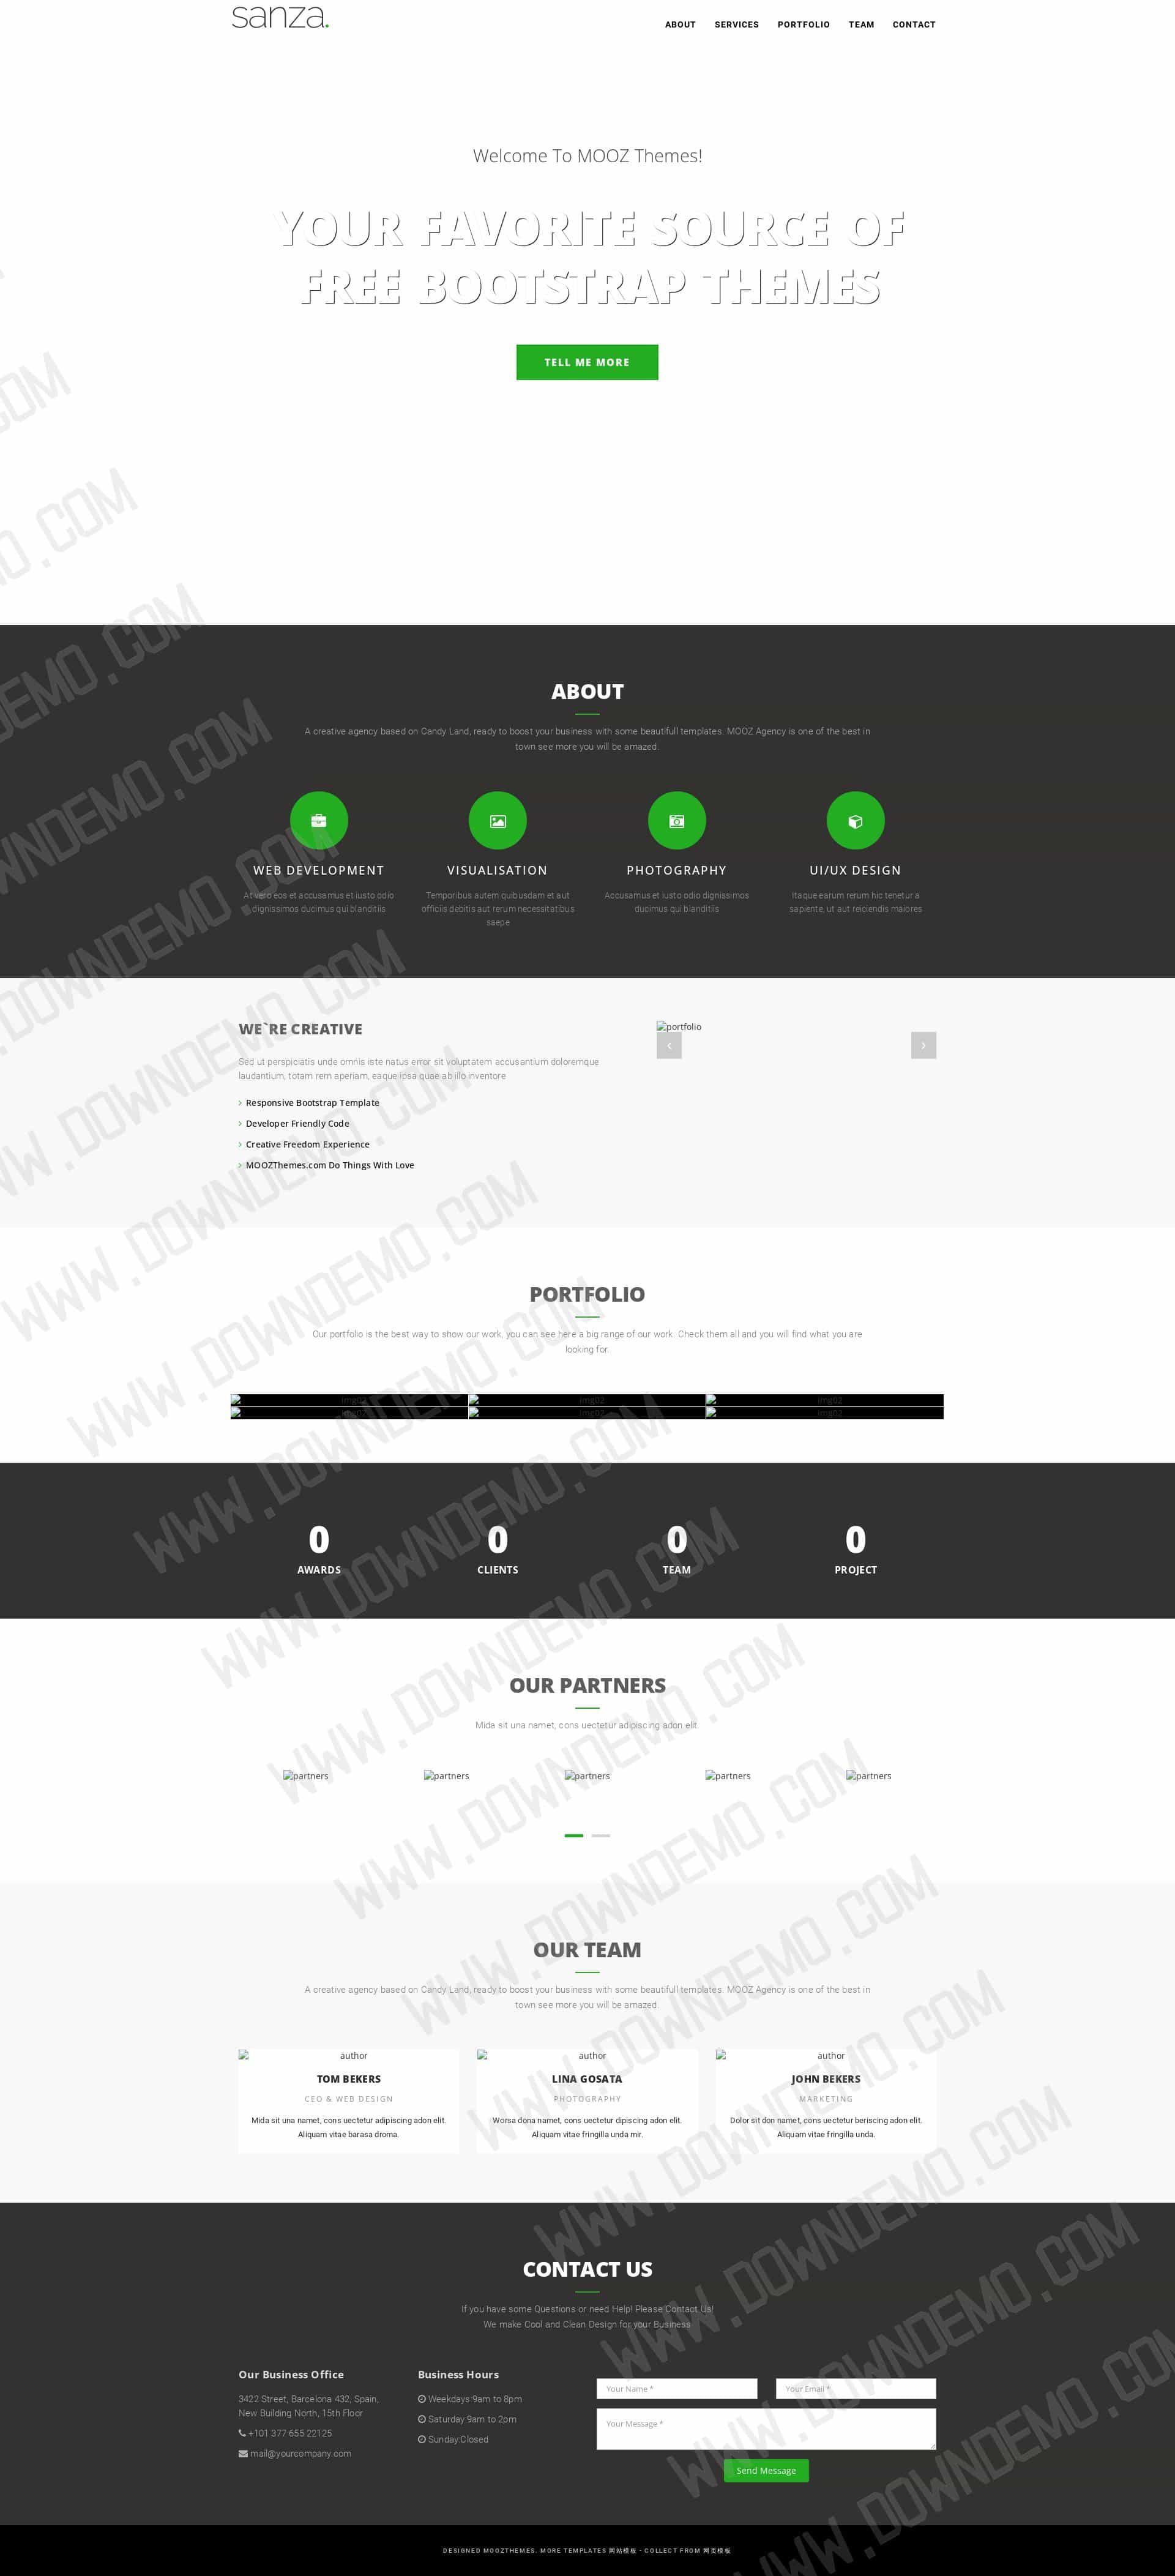 sanza.
ABOUT SERVICES PORTFOLIO TEAM CONTACT
Welcome To MOOZ Themes!
YOUR FAVORITE SOURCE OF
FREE BOOTSTRAP THEMES
TELL ME MORE
ABOUT
A creative agency based on Candy Land, ready to boost your business with some beautifull templates. MOOZ Agency is one of the best in
town see more you will be amazed.
WEB DEVELOPMENT
At vero eos et accusamus et iusto odio
dignissimos ducimus qui blanditiis
VISUALISATION
Temporibus autem quibusdam et aut
officiis debitis aut rerum necessitatibus
saepe
PHOTOGRAPHY
Accusamus et iusto odio dignissimos
ducimus qui blanditiis
UI/UX DESIGN
Itaque earum rerum hic tenetur a
sapiente, ut aut reiciendis maiores
WE`RE CREATIVE
Sed ut perspiciatis unde omnis iste natus error sit voluptatem accusantium doloremque
laudantium, totam rem aperiam, eaque ipsa quae ab illo inventore
Responsive Bootstrap Template
Developer Friendly Code
Creative Freedom Experience
MOOZThemes.com Do Things With Love
portfolio
PORTFOLIO
Our portfolio is the best way to show our work, you can see here a big range of our work. Check them all and you will find what you are
looking for.
img02 img02 img02
img02 img02 img02
0
AWARDS
0
CLIENTS
0
TEAM
0
PROJECT
OUR PARTNERS
Mida sit una namet, cons uectetur adipiscing adon elit.
partners partners partners partners partners
OUR TEAM
A creative agency based on Candy Land, ready to boost your business with some beautifull templates. MOOZ Agency is one of the best in
town see more you will be amazed.
author
TOM BEKERS
CEO & WEB DESIGN
Mida sit una namet, cons uectetur adipiscing adon elit.
Aliquam vitae barasa droma.
author
LINA GOSATA
PHOTOGRAPHY
Worsa dona namet, cons uectetur dipiscing adon elit.
Aliquam vitae fringilla unda mir.
author
JOHN BEKERS
MARKETING
Dolor sit don namet, cons uectetur beriscing adon elit.
Aliquam vitae fringilla unda.
CONTACT US
If you have some Questions or need Help! Please Contact Us!
We make Cool and Clean Design for your Business
Our Business Office
3422 Street, Barcelona 432, Spain,
New Building North, 15th Floor
+101 377 655 22125
mail@yourcompany.com
Business Hours
Weekdays:9am to 8pm
Saturday:9am to 2pm
Sunday:Closed
Your Name *
Your Email *
Your Message *
Send Message
DESIGNED MOOZTHEMES. MORE TEMPLATES 网站模板 - COLLECT FROM 网页模板
WWW.DOWNDEMO.COM